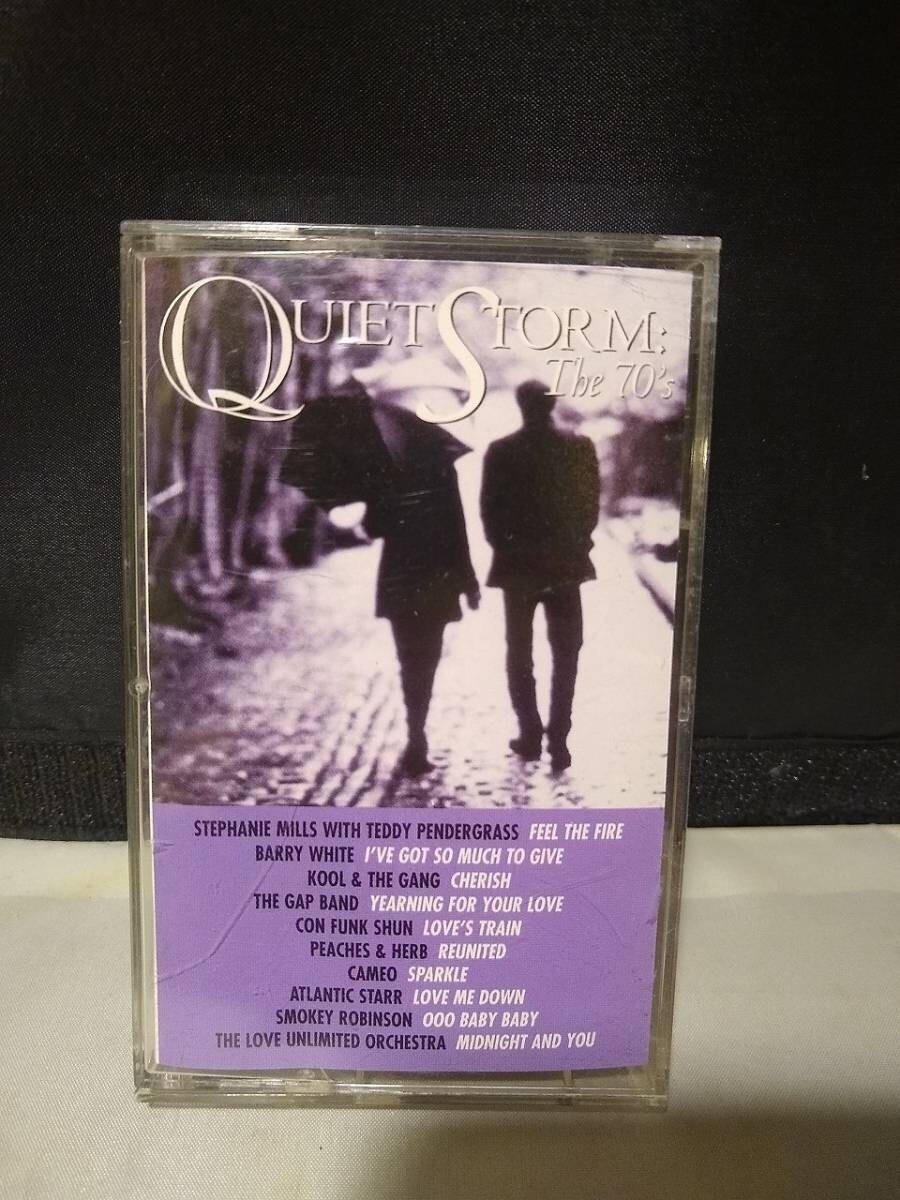 QUIET STORM:
The 70's
STEPHANIE MILLS WITH TEDDY PENDERGRASS FEEL THE FIRE
BARRY WHITE I'VE GOT SO MUCH TO GIVE
KOOL & THE GANG CHERISH
THE GAP BAND YEARNING FOR YOUR LOVE
CON FUNK SHUN LOVE'S TRAIN
PEACHES & HERB REUNITED
CAMEO SPARKLE
ATLANTIC STARR LOVE ME DOWN
SMOKEY ROBINSON OOO BABY BABY
THE LOVE UNLIMITED ORCHESTRA MIDNIGHT AND YOU